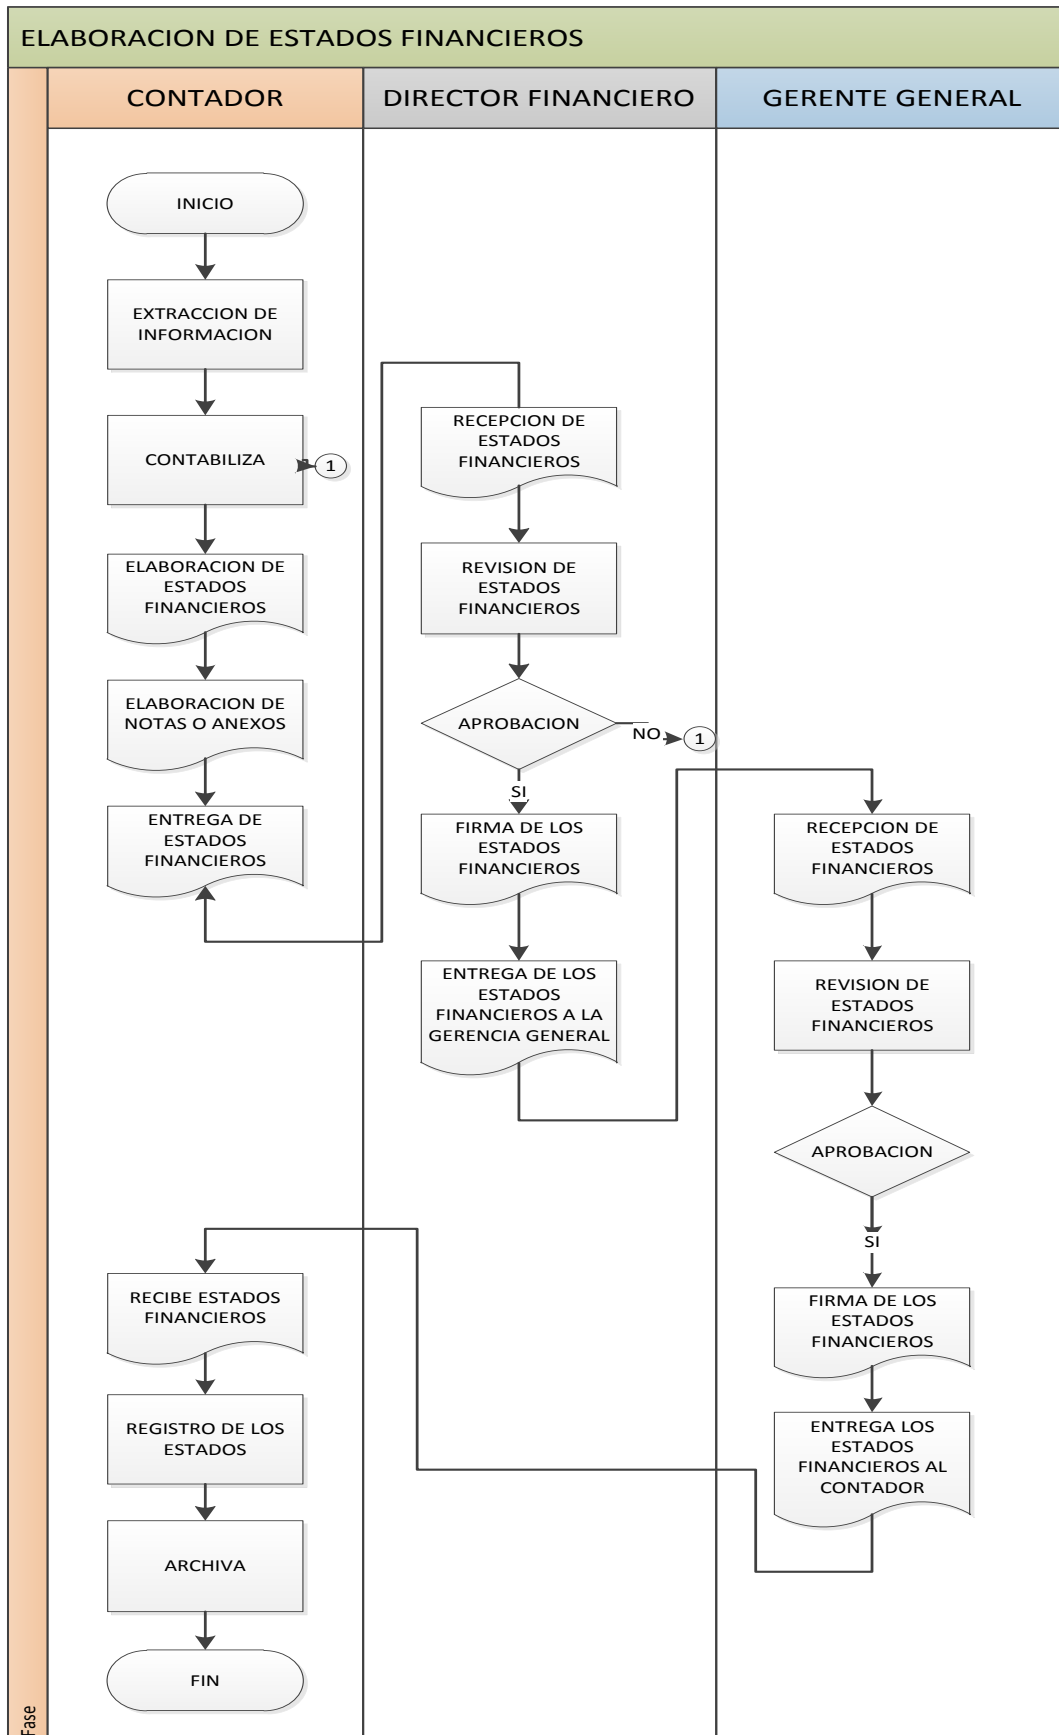 ELABORACION DE ESTADOS FINANCIEROS
CONTADOR
DIRECTOR FINANCIERO
GERENTE GENERAL
INICIO
EXTRACCION DE
INFORMACION
CONTABILIZA
1
ELABORACION DE
ESTADOS
FINANCIEROS
ELABORACION DE
NOTAS O ANEXOS
ENTREGA DE
ESTADOS
FINANCIEROS
RECEPCION DE
ESTADOS
FINANCIEROS
REVISION DE
ESTADOS
FINANCIEROS
APROBACION
NO
1
SI
FIRMA DE LOS
ESTADOS
FINANCIEROS
ENTREGA DE LOS
ESTADOS
FINANCIEROS A LA
GERENCIA GENERAL
RECEPCION DE
ESTADOS
FINANCIEROS
REVISION DE
ESTADOS
FINANCIEROS
APROBACION
SI
FIRMA DE LOS
ESTADOS
FINANCIEROS
ENTREGA LOS
ESTADOS
FINANCIEROS AL
CONTADOR
RECIBE ESTADOS
FINANCIEROS
REGISTRO DE LOS
ESTADOS
ARCHIVA
FIN
Fase